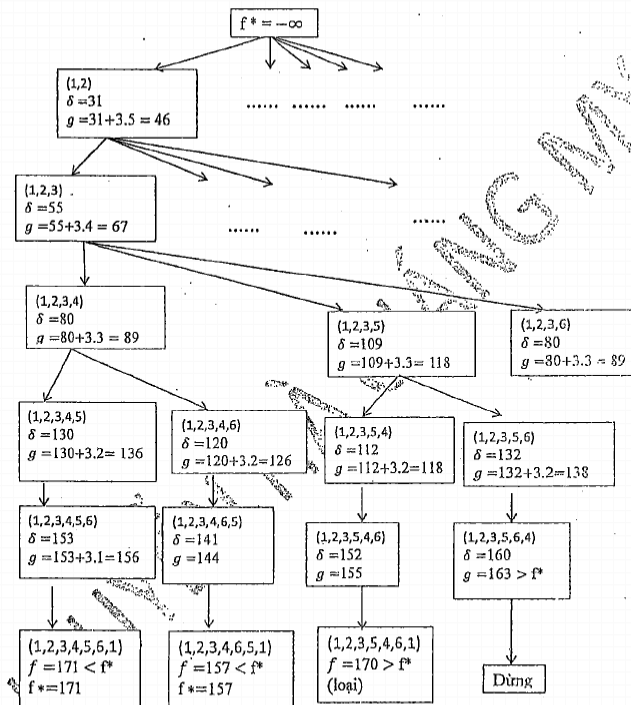 f* = −∞
(1,2)
δ = 31
g =31+3.5 = 46
...... ...... ...... ......
(1,2,3)
δ =55
g =55+3.4 = 67
...... ...... ......
(1,2,3,4)
δ =80
g =80+3.3 = 89
(1,2,3,5)
δ =109
g =109+3.3= 118
(1,2,3,6)
δ =80
g =80+3.3 = 89
(1,2,3,4,5)
δ =130
g =130+3.2= 136
(1,2,3,4,6)
δ =120
g =120+3.2=126
(1,2,3,5,4)
δ =112
g =112+3.2=118
(1,2,3,5,6)
δ =132
g =132+3.2=138
(1,2,3,4,5,6)
δ =153
g =153+3.1=156
(1,2,3,4,6,5)
δ =141
g =144
(1,2,3,5,4,6)
δ =152
g =155
(1,2,3,5,6,4)
δ =160
g =163 > f*
(1,2,3,4,5,6,1)
f =171 < f*
f*=171
(1,2,3,4,6,5,1)
f =157 < f*
f*=157
(1,2,3,5,4,6,1)
f =170 > f*
(loại)
Dừng